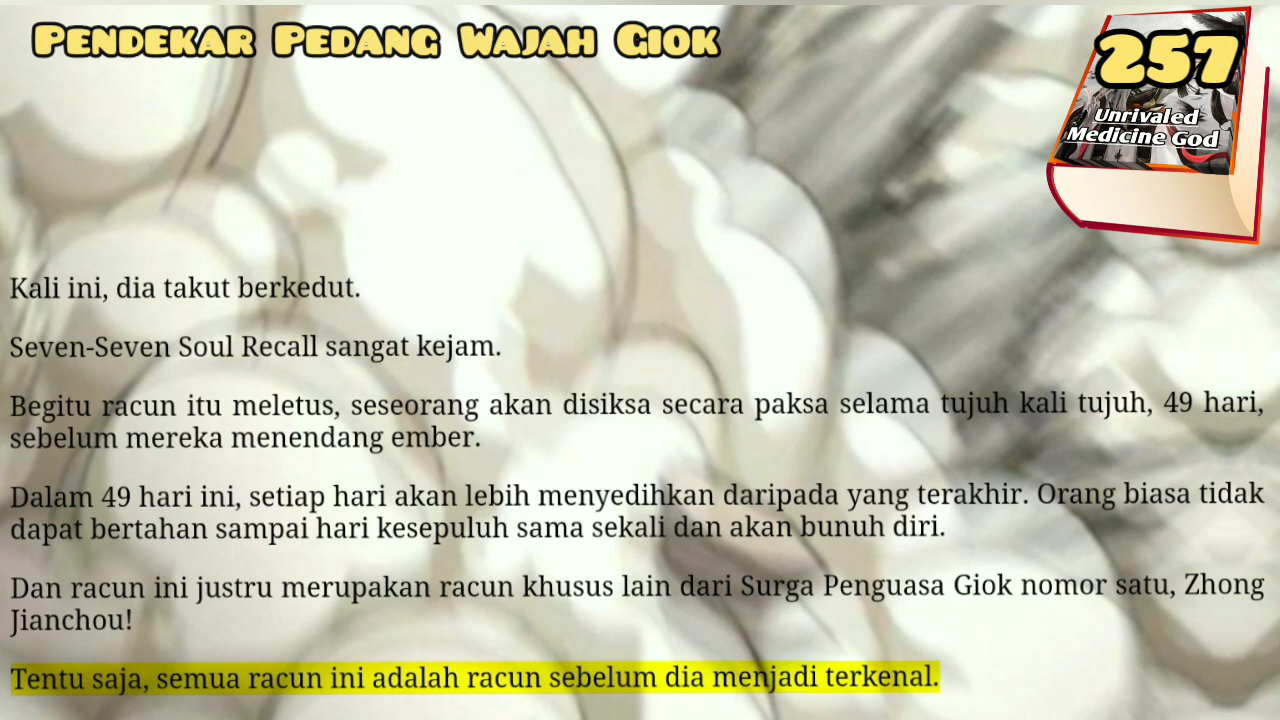 Pendekar Pedang Wajah Giok
257
Unrivaled
Medicine God
Kali ini, dia takut berkedut.
Seven-Seven Soul Recall sangat kejam.
Begitu racun itu meletus, seseorang akan disiksa secara paksa selama tujuh kali tujuh, 49 hari,
sebelum mereka menendang ember.
Dalam 49 hari ini, setiap hari akan lebih menyedihkan daripada yang terakhir. Orang biasa tidak
dapat bertahan sampai hari kesepuluh sama sekali dan akan bunuh diri.
Dan racun ini justru merupakan racun khusus lain dari Surga Penguasa Giok nomor satu, Zhong
Jianchou!
Tentu saja, semua racun ini adalah racun sebelum dia menjadi terkenal.